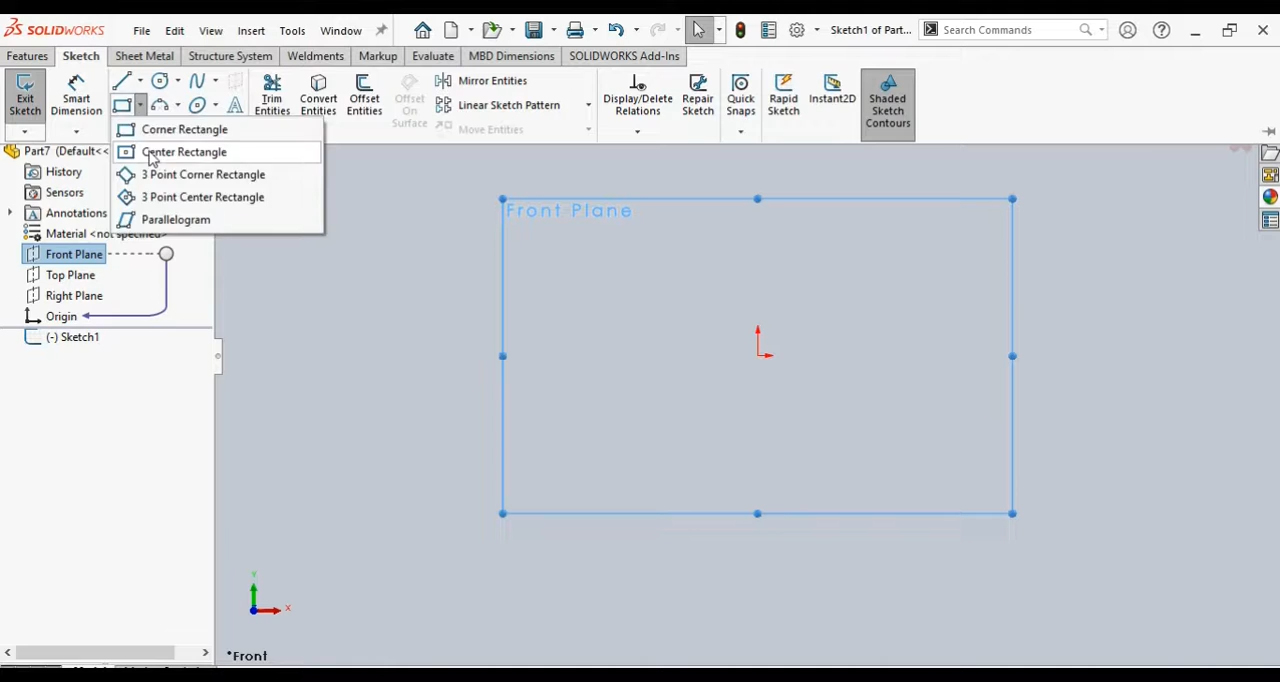 SOLIDWORKS File Edit View Insert Tools Window Sketch1 of Part... Search Commands
Features Sketch Sheet Metal Structure System Weldments Markup Evaluate MBD Dimensions SOLIDWORKS Add-Ins
Exit Sketch
Smart Dimension
Trim Entities
Convert Entities
Offset Entities
Offset On Surface
Mirror Entities
Linear Sketch Pattern
Move Entities
Display/Delete Relations
Repair Sketch
Quick Snaps
Rapid Sketch
Instant2D
Shaded Sketch Contours
Corner Rectangle
Center Rectangle
3 Point Corner Rectangle
3 Point Center Rectangle
Parallelogram
Part7 (Default<<
History
Sensors
Annotations
Material <not specified>
Front Plane
Top Plane
Right Plane
Origin
(-) Sketch1
Front Plane
Y
X
*Front